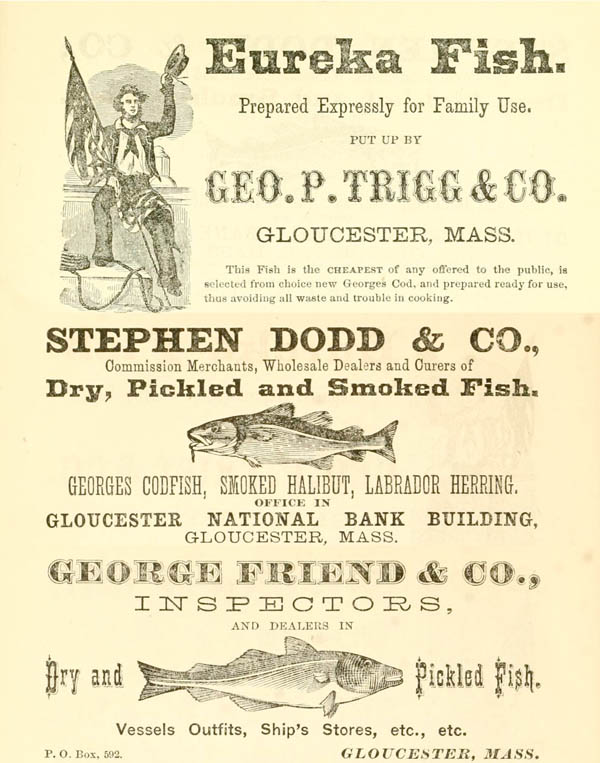 Eureka Fish.
Prepared Expressly for Family Use.
PUT UP BY
GEO. P. TRIGG & CO.
GLOUCESTER, MASS.
This Fish is the CHEAPEST of any offered to the public, is
selected from choice new Georges Cod, and prepared ready for use,
thus avoiding all waste and trouble in cooking.
STEPHEN DODD & CO.,
Commission Merchants, Wholesale Dealers and Curers of
Dry, Pickled and Smoked Fish.
GEORGES CODFISH, SMOKED HALIBUT, LABRADOR HERRING.
OFFICE IN
GLOUCESTER NATIONAL BANK BUILDING,
GLOUCESTER, MASS.
GEORGE FRIEND & CO.,
INSPECTORS,
AND DEALERS IN
Dry and Pickled Fish.
Vessels Outfits, Ship's Stores, etc., etc.
P. O. Box, 592. GLOUCESTER, MASS.